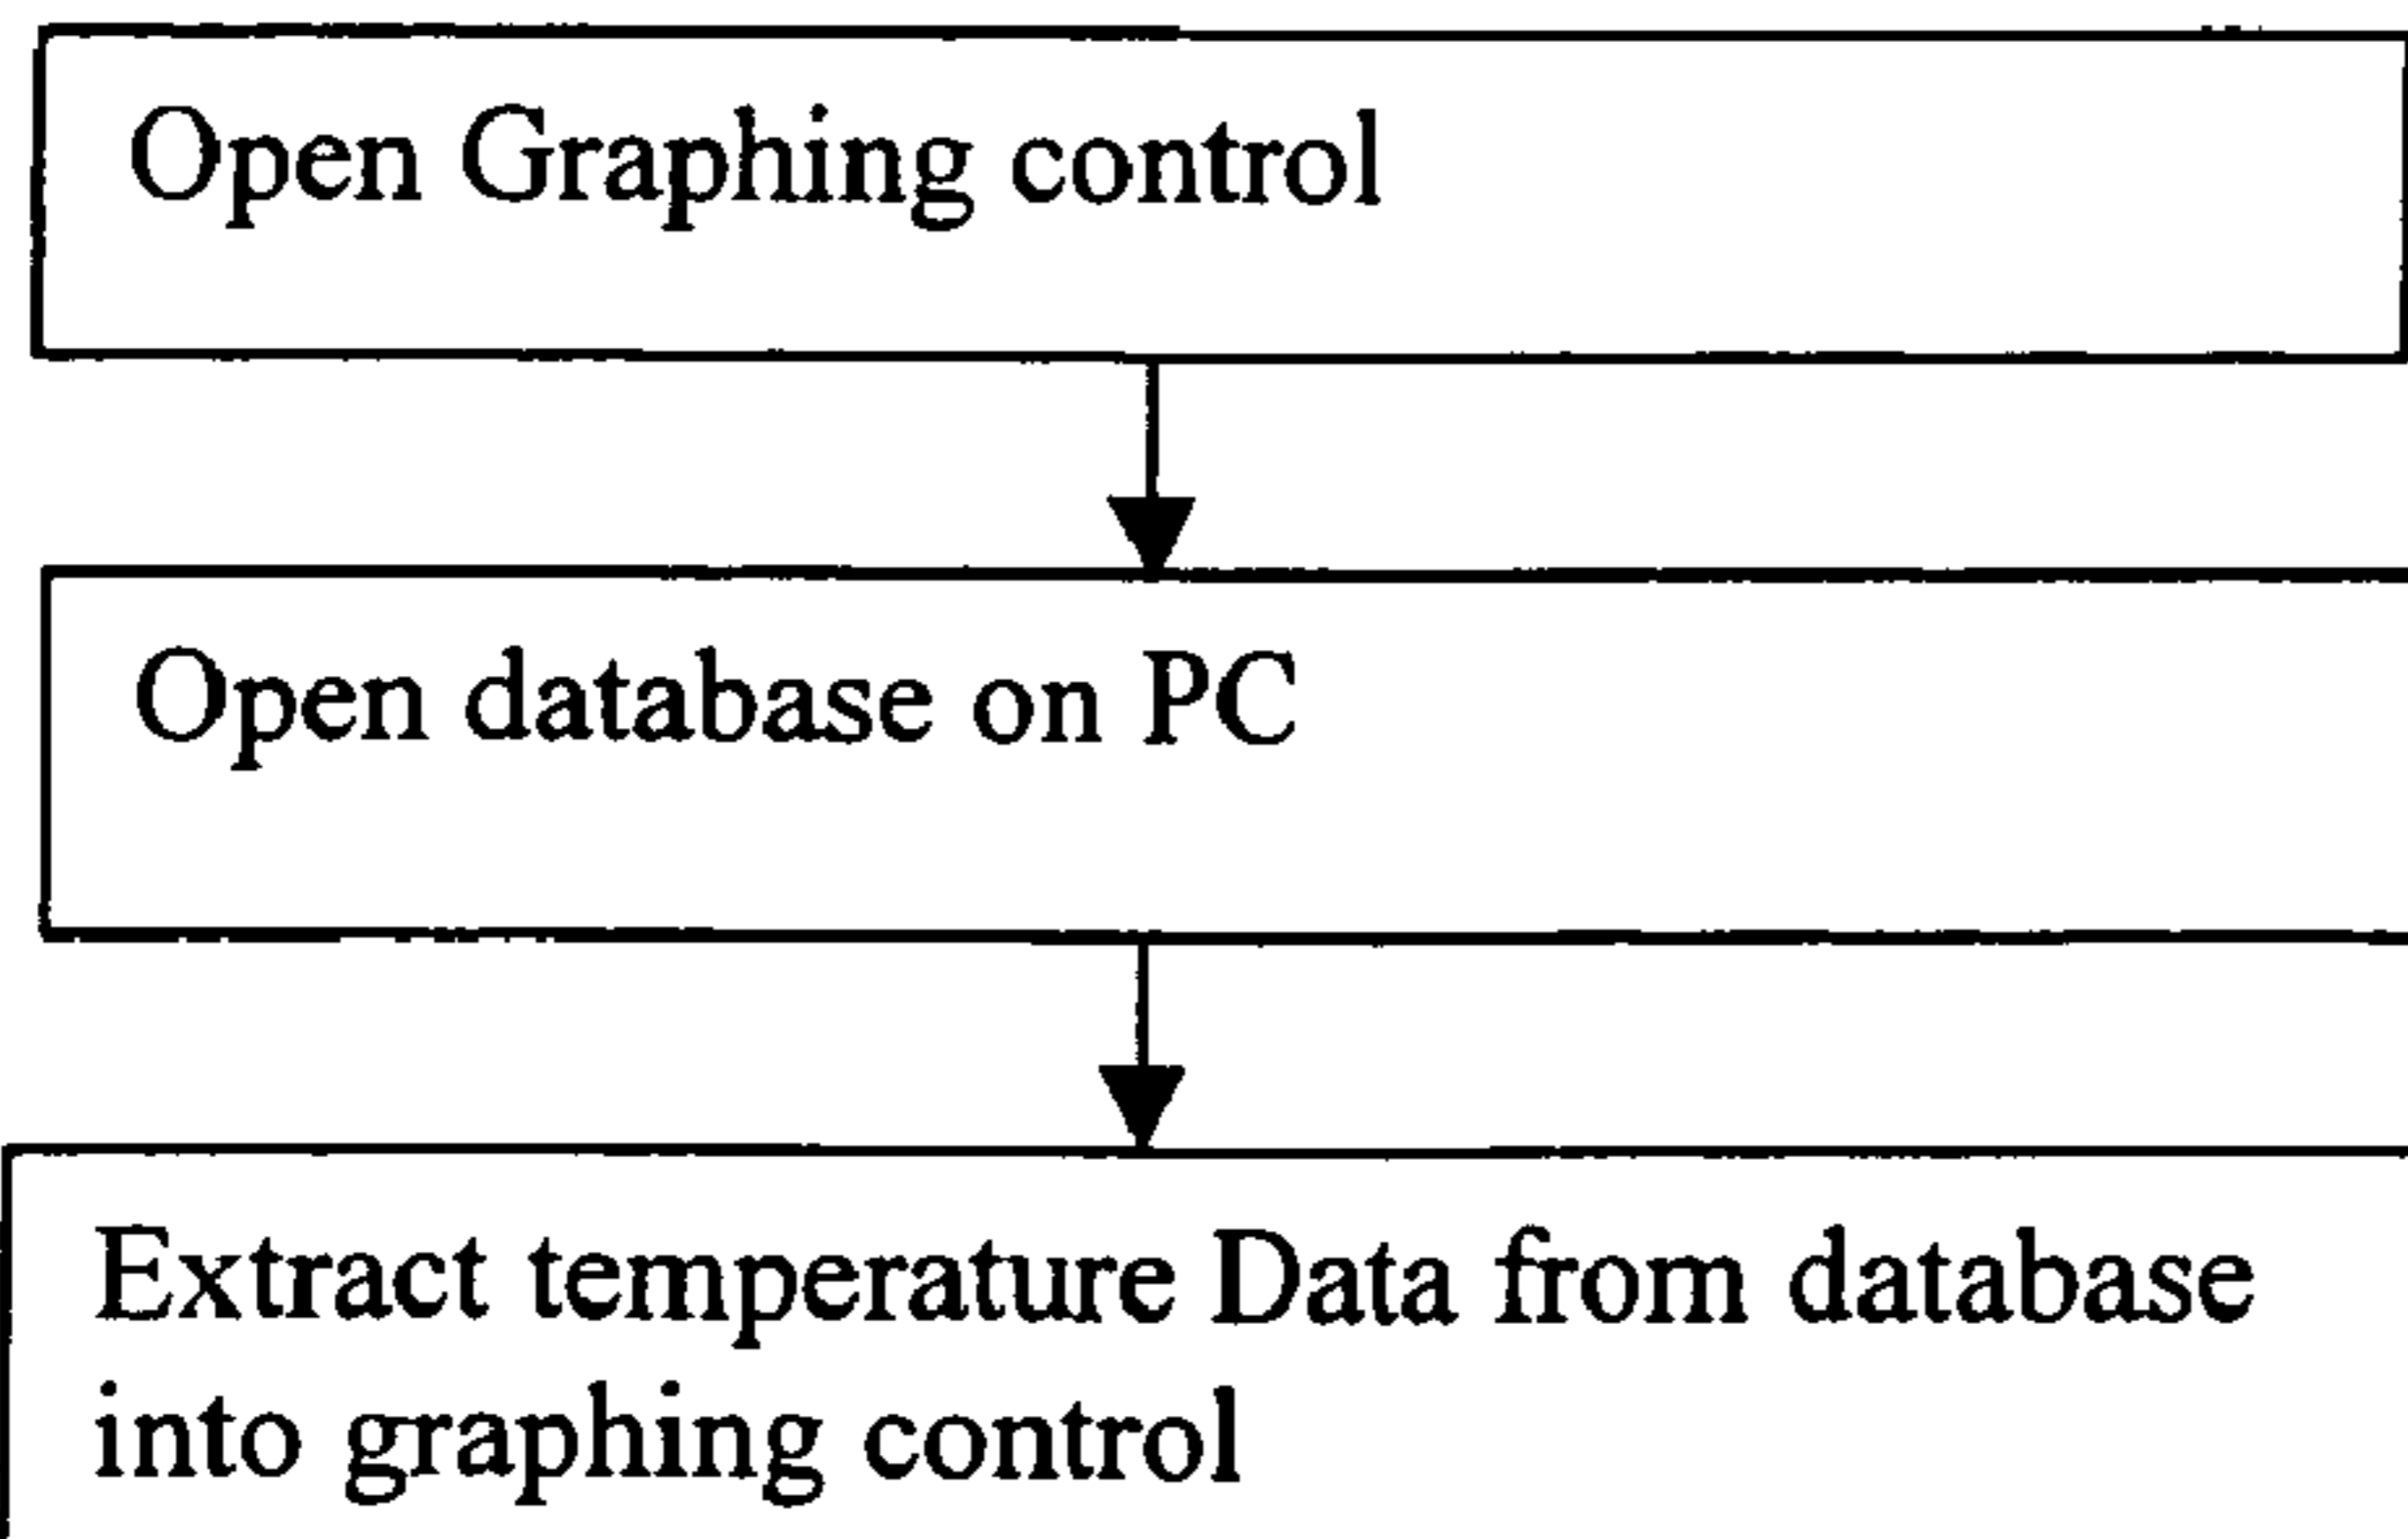 Open Graphing control
Open database on PC
Extract temperature Data from database
into graphing control